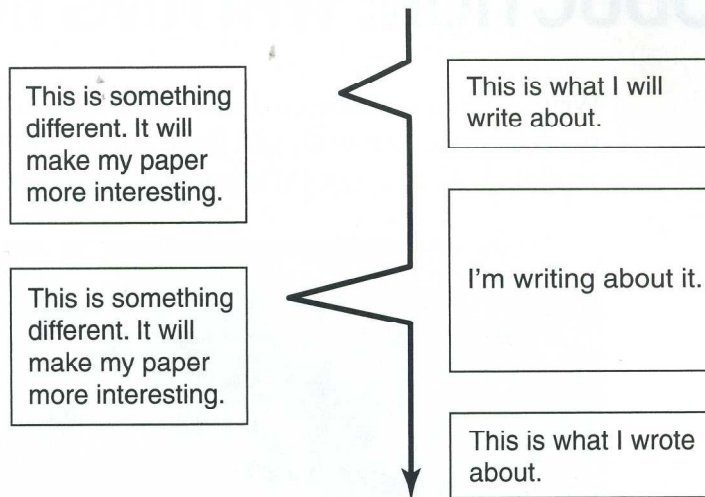 This is something
different. It will
make my paper
more interesting.
This is what I will
write about.
I'm writing about it.
This is something
different. It will
make my paper
more interesting.
This is what I wrote
about.